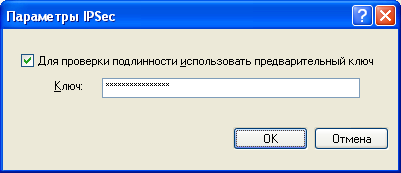 Параметры IPSec
Для проверки подлинности использовать предварительный ключ
Ключ: ****************
OK
Отмена